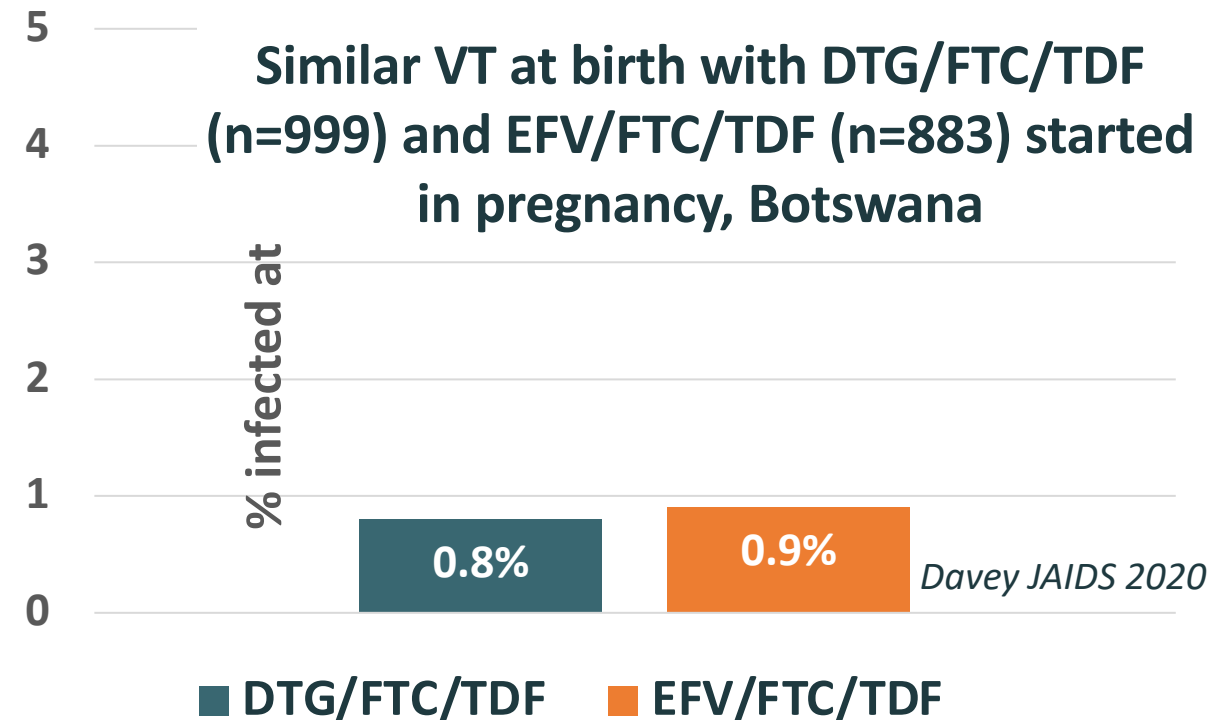 Similar VT at birth with DTG/FTC/TDF
(n=999) and EFV/FTC/TDF (n=883) started
in pregnancy, Botswana
5
4
3
2
1
0
% infected at
0.8%
0.9%
Davey JAIDS 2020
DTG/FTC/TDF
EFV/FTC/TDF